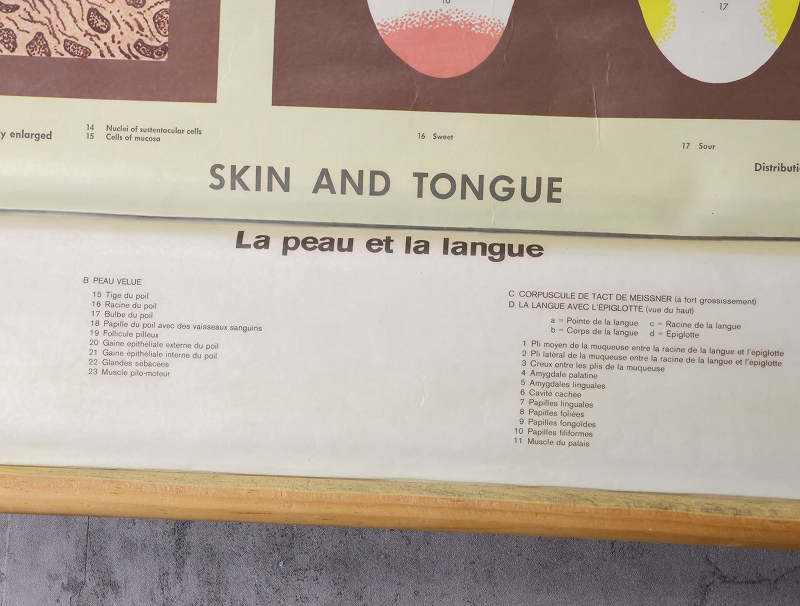 16
17
y enlarged
14 Nuclei of sustentacular cells
15 Cells of mucosa
16 Sweet
17 Sour
Distributi
SKIN AND TONGUE
La peau et la langue
B PEAU VELUE
15 Tige du poil
16 Racine du poil
17 Bulbe du poil
18 Papille du poil avec des vaisseaux sanguins
19 Follicule pilleux
20 Gaine épithéliale externe du poil
21 Gaine épithéliale interne du poil
22 Glandes sébacées
23 Muscle pilo-moteur
C CORPUSCULE DE TACT DE MEISSNER (à fort grossissement)
D LA LANGUE AVEC L'EPIGLOTTE (vue du haut)
a = Pointe de la langue c = Racine de la langue
b = Corps de la langue d = Épiglotte
1 Pli moyen de la muqueuse entre la racine de la langue et l'épiglotte
2 Pli latéral de la muqueuse entre la racine de la langue et l'épiglotte
3 Creux entre les plis de la muqueuse
4 Amygdale palatine
5 Amygdales linguales
6 Cavité cachée
7 Papilles linguales
8 Papilles foliées
9 Papilles fongoïdes
10 Papilles filiformes
11 Muscle du palais